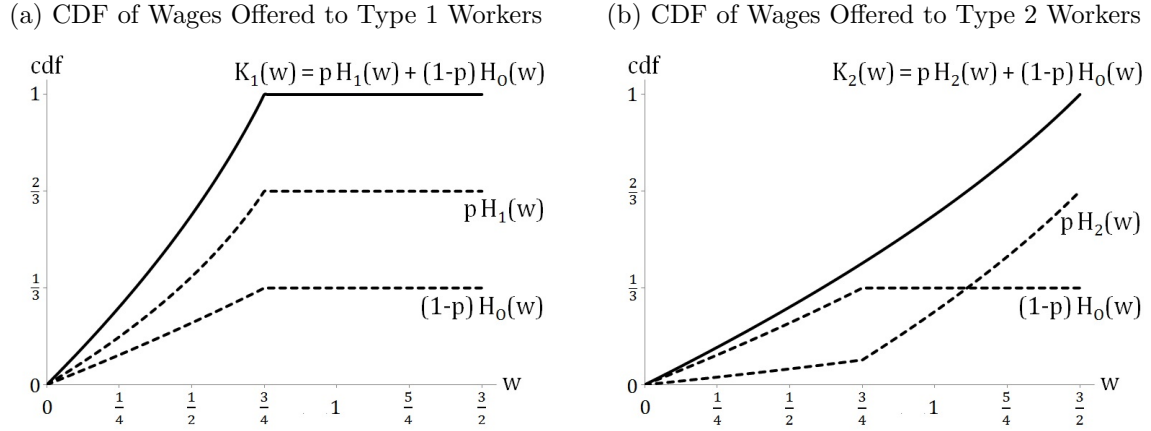 (a) CDF of Wages Offered to Type 1 Workers
cdf
K₁(w) = p H₁(w) + (1-p) H₀(w)
1
2/3
p H₁(w)
1/3
(1-p) H₀(w)
0
w
0 1/4 1/2 3/4 1 5/4 3/2
(b) CDF of Wages Offered to Type 2 Workers
cdf
K₂(w) = p H₂(w) + (1-p) H₀(w)
1
2/3
p H₂(w)
1/3
(1-p) H₀(w)
0
w
0 1/4 1/2 3/4 1 5/4 3/2